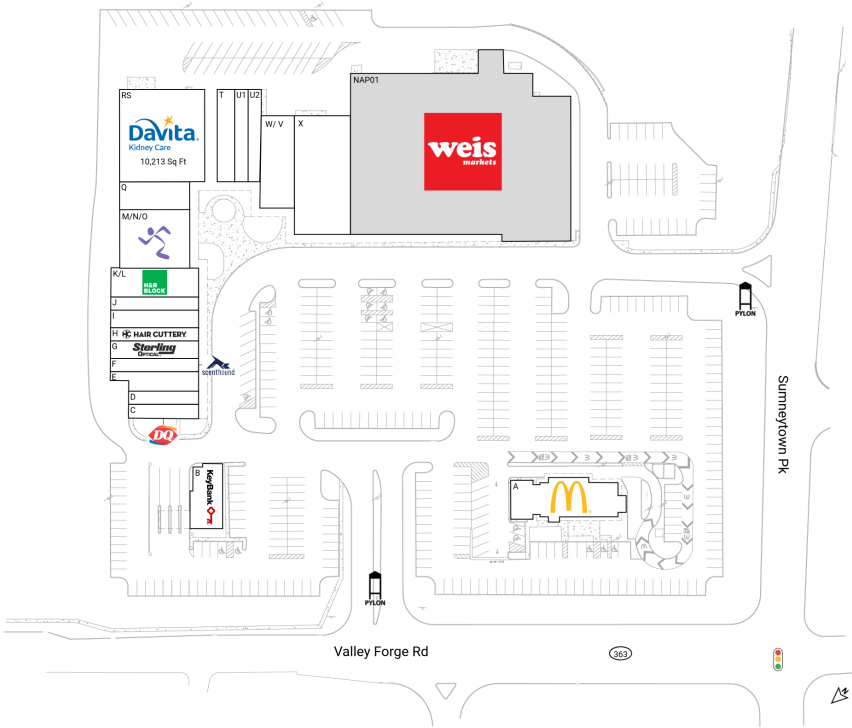 NAP01
RS
DaVita.
Kidney Care
10,213 Sq Ft
T
U1
U2
W/ V
X
weis
markets
Q
M/N/O
K/L
H&R
BLOCK
J
I
H
HC HAIR CUTTERY
G
Sterling
OPTICAL
F
scenthound
E
D
C
DQ
PYLON
Sumneytown Pk
B
KeyBank
A
M
PYLON
Valley Forge Rd
363
N